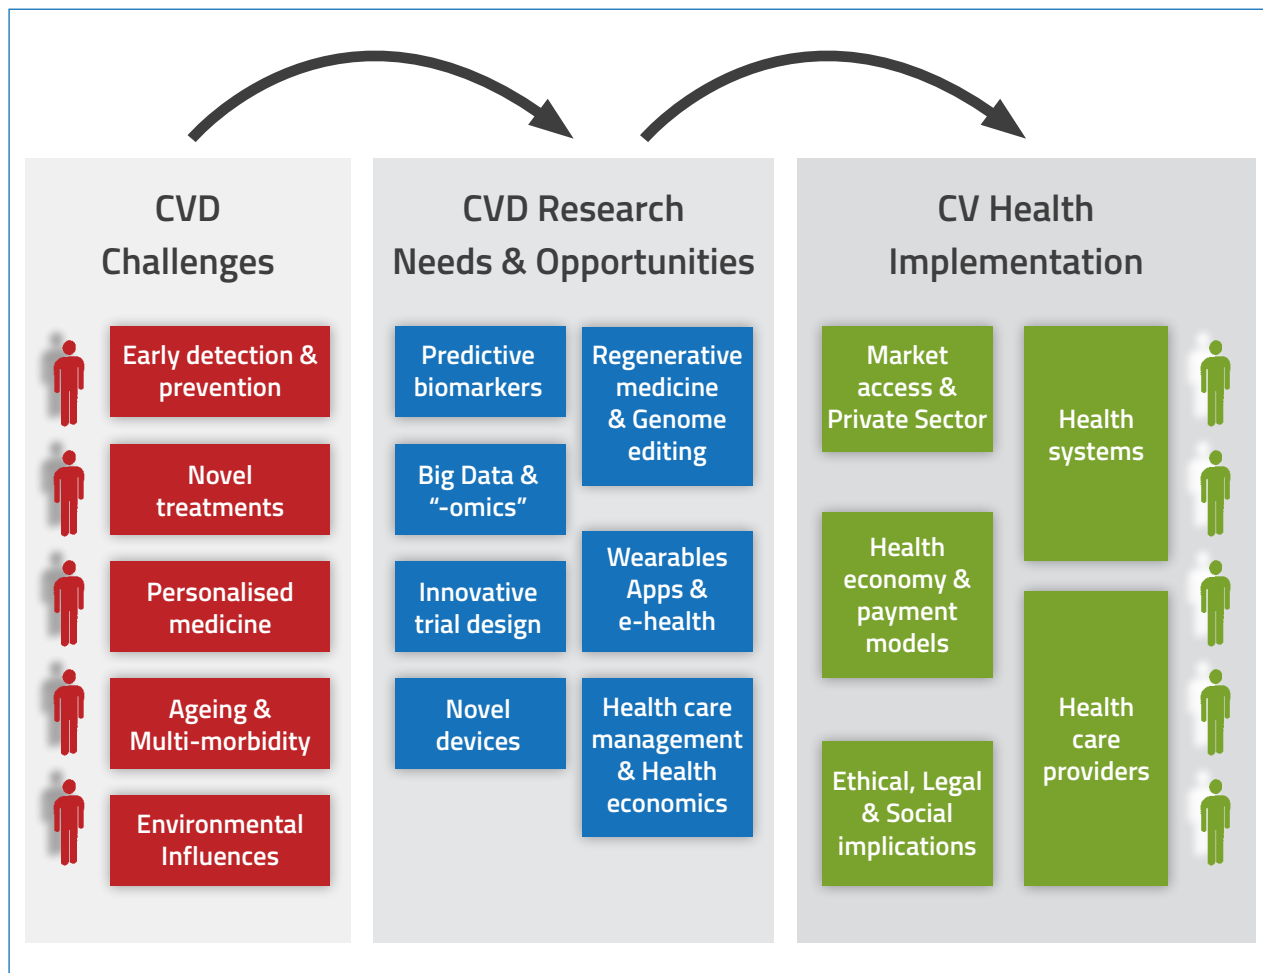 CVD
Challenges
Early detection &
prevention
Novel
treatments
Personalised
medicine
Ageing &
Multi-morbidity
Environmental
Influences
CVD Research
Needs & Opportunities
Predictive
biomarkers
Big Data &
“-omics”
Innovative
trial design
Novel
devices
Regenerative
medicine
& Genome
editing
Wearables
Apps &
e-health
Health care
management
& Health
economics
CV Health
Implementation
Market
access &
Private Sector
Health
economy &
payment
models
Ethical, Legal
& Social
implications
Health
systems
Health
care
providers